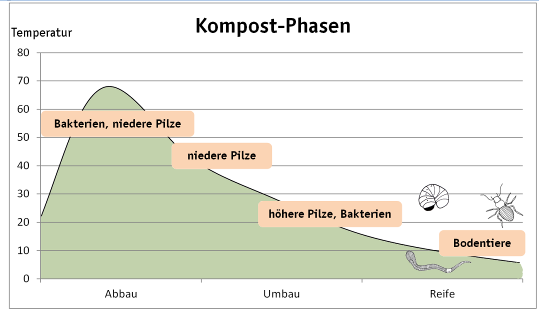 Kompost-Phasen
Temperatur
80
70
60
50
40
30
20
10
0
Bakterien, niedere Pilze
niedere Pilze
höhere Pilze, Bakterien
Bodentiere
Abbau
Umbau
Reife